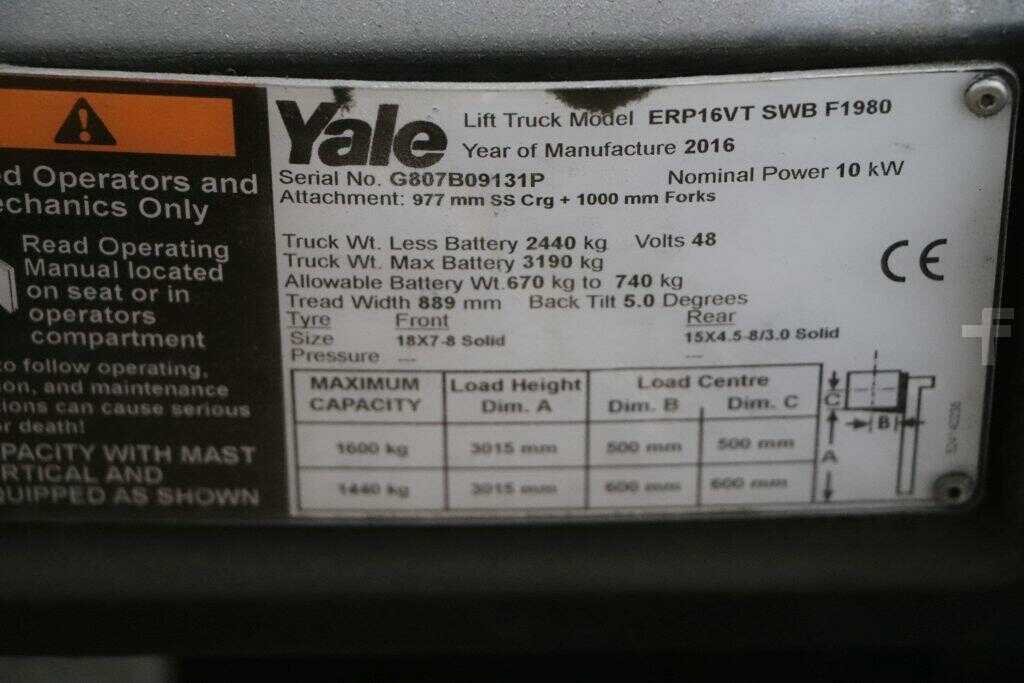 ed Operators and
echanics Only
Read Operating
Manual located
on seat or in
operators
compartment
to follow operating,
on, and maintenance
tions can cause serious
or death!
PACITY WITH MAST
RTICAL AND
QUIPPED AS SHOWN
Yale
Lift Truck Model ERP16VT SWB F1980
Year of Manufacture 2016
Serial No. G807B09131P Nominal Power 10 kW
Attachment: 977 mm SS Crg + 1000 mm Forks
Truck Wt. Less Battery 2440 kg Volts 48
Truck Wt. Max Battery 3190 kg
Allowable Battery Wt.670 kg to 740 kg
Tread Width 889 mm Back Tilt 5.0 Degrees
Tyre Front Rear
Size 18X7-8 Solid 15X4.5-8/3.0 Solid
Pressure --- ---
MAXIMUM CAPACITY Load Height Dim. A Load Centre Dim. B Dim. C
1600 kg 3015 mm 500 mm 500 mm
1440 kg 3015 mm 600 mm 600 mm
C
B
A
CE